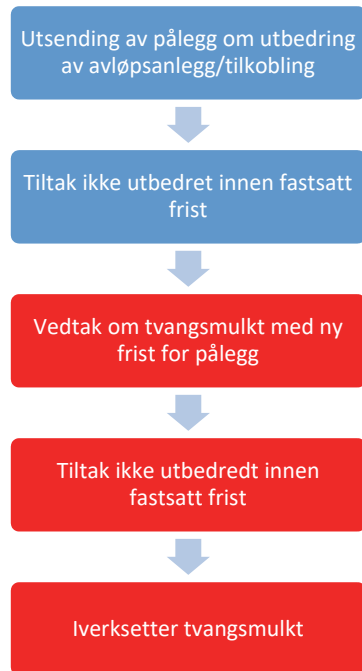 Utsending av pålegg om utbedring
av avløpsanlegg/tilkobling
Tiltak ikke utbedret innen fastsatt
frist
Vedtak om tvangsmulkt med ny
frist for pålegg
Tiltak ikke utbedredt innen
fastsatt frist
Iverksetter tvangsmulkt